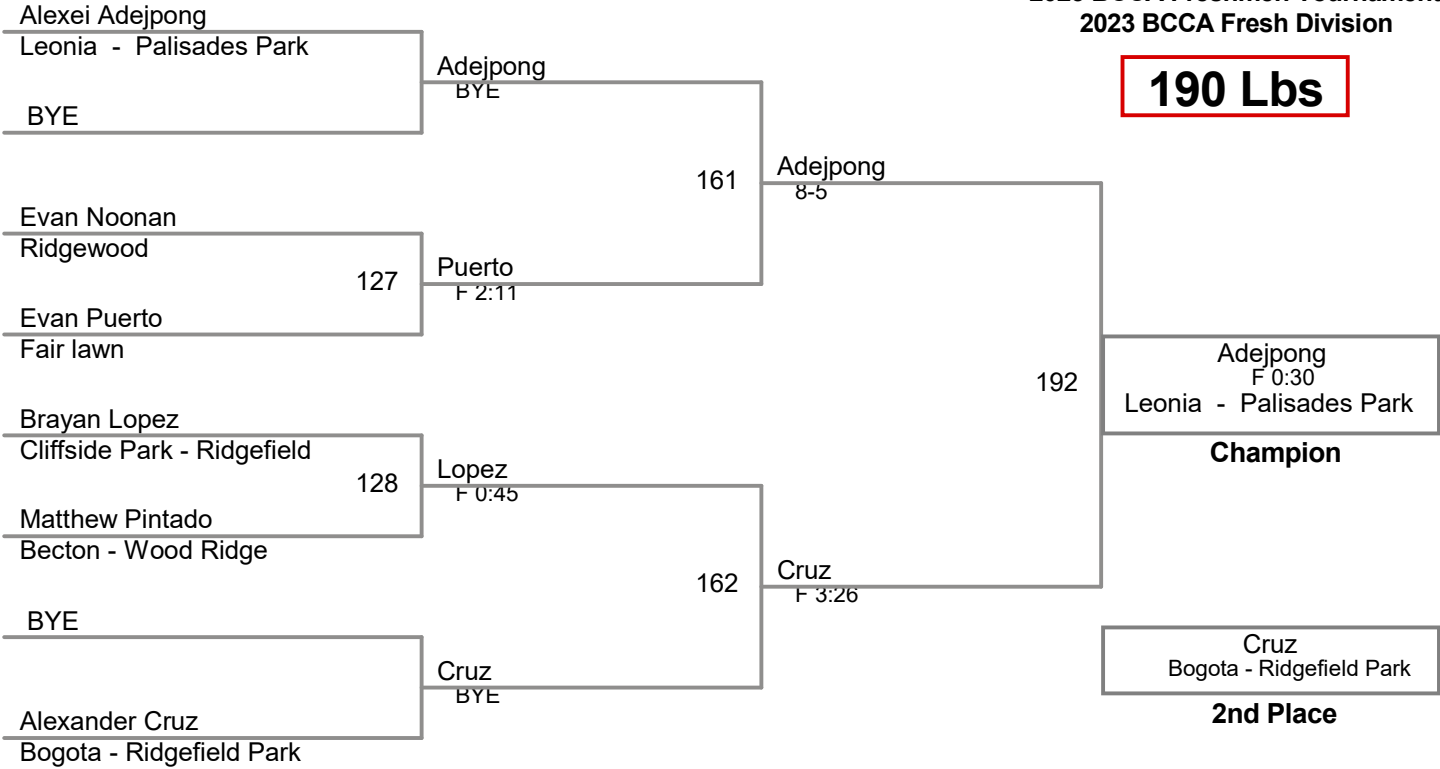 2023 BCCA Fresh Division
190 Lbs
Alexei Adejpong
Leonia - Palisades Park
BYE
Adejpong
BYE
Evan Noonan
Ridgewood
127
Evan Puerto
Fair lawn
Puerto
F 2:11
161
Adejpong
8-5
Brayan Lopez
Cliffside Park - Ridgefield
128
Matthew Pintado
Becton - Wood Ridge
Lopez
F 0:45
BYE
Alexander Cruz
Bogota - Ridgefield Park
Cruz
BYE
162
Cruz
F 3:26
192
Adejpong
F 0:30
Leonia - Palisades Park
Champion
Cruz
Bogota - Ridgefield Park
2nd Place